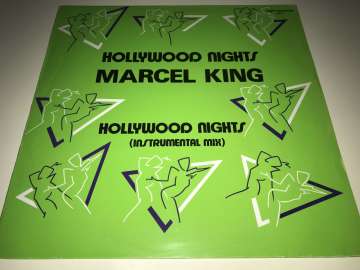 HOLLYWOOD NIGHTS
MARCEL KING
HOLLYWOOD NIGHTS
(INSTRUMENTAL MIX)